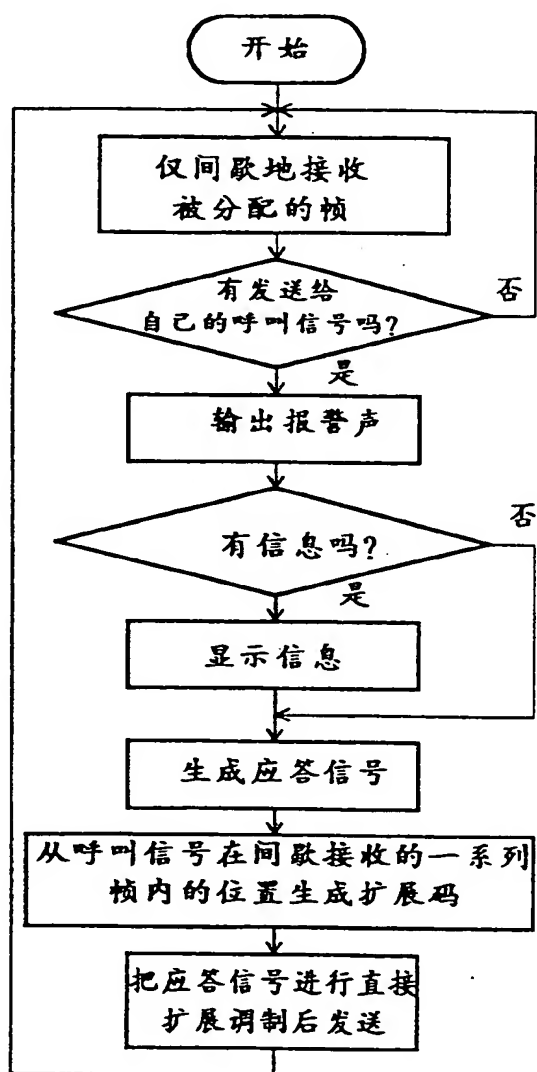 开始
仅间歇地接收
被分配的帧
有发送给
自己的呼叫信号吗?
否
是
输出报警声
有信息吗?
否
是
显示信息
生成应答信号
从呼叫信号在间歇接收的一系列
帧内的位置生成扩展码
把应答信号进行直接
扩展调制后发送